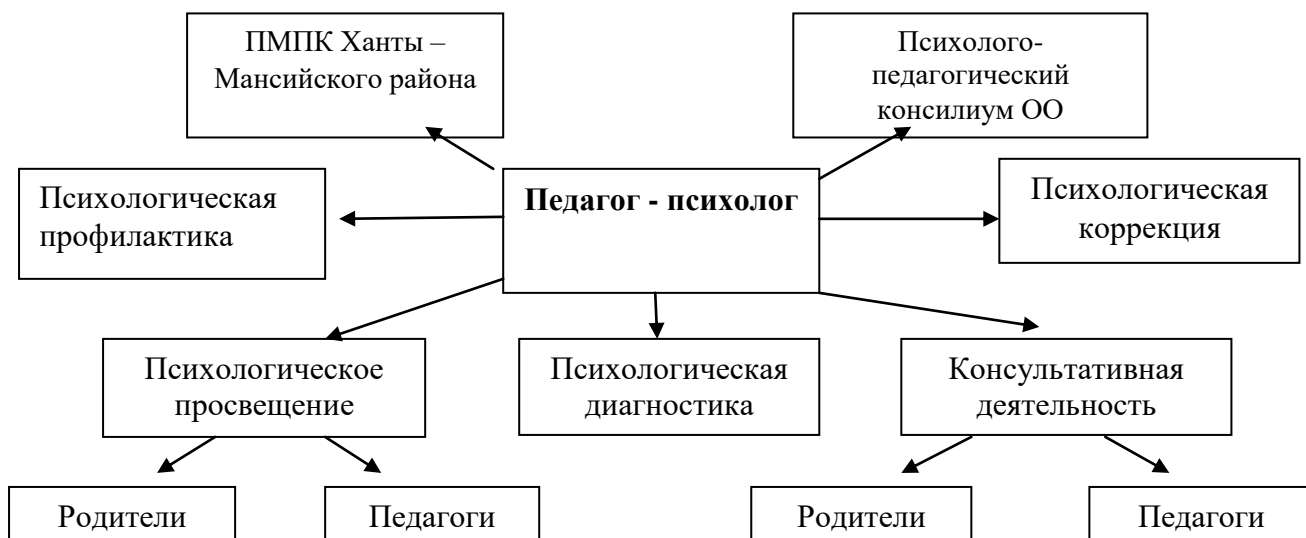 ПМПК Ханты –
Мансийского района
Психолого-
педагогический
консилиум ОО
Психологическая
профилактика
Педагог - психолог
Психологическая
коррекция
Психологическое
просвещение
Психологическая
диагностика
Консультативная
деятельность
Родители
Педагоги
Родители
Педагоги